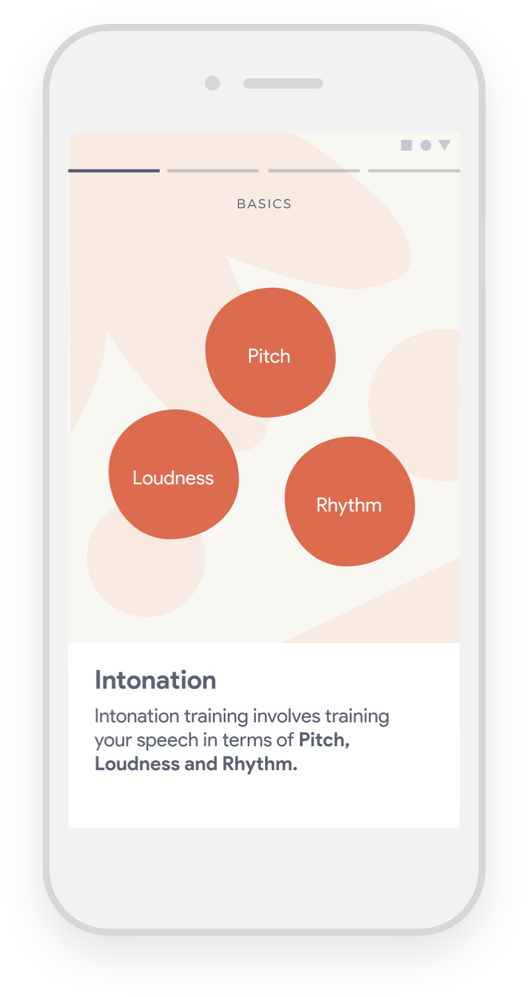 BASICS
Pitch
Loudness
Rhythm
Intonation
Intonation training involves training
your speech in terms of Pitch,
Loudness and Rhythm.